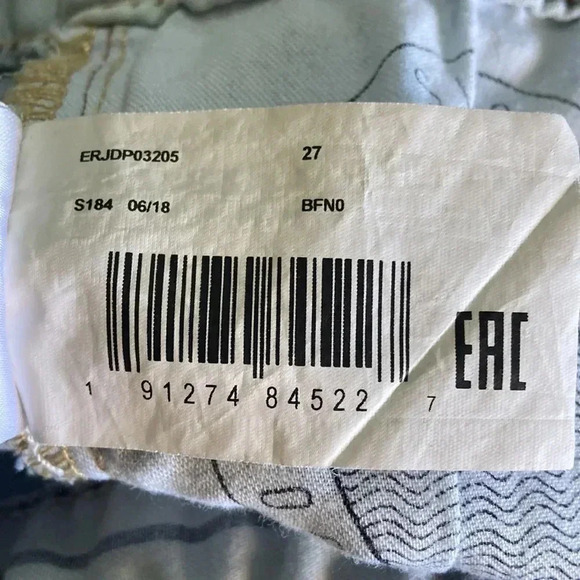 ERJDP03205 27
S184 06/18 BFN0
EAC
1 91274 84522 7